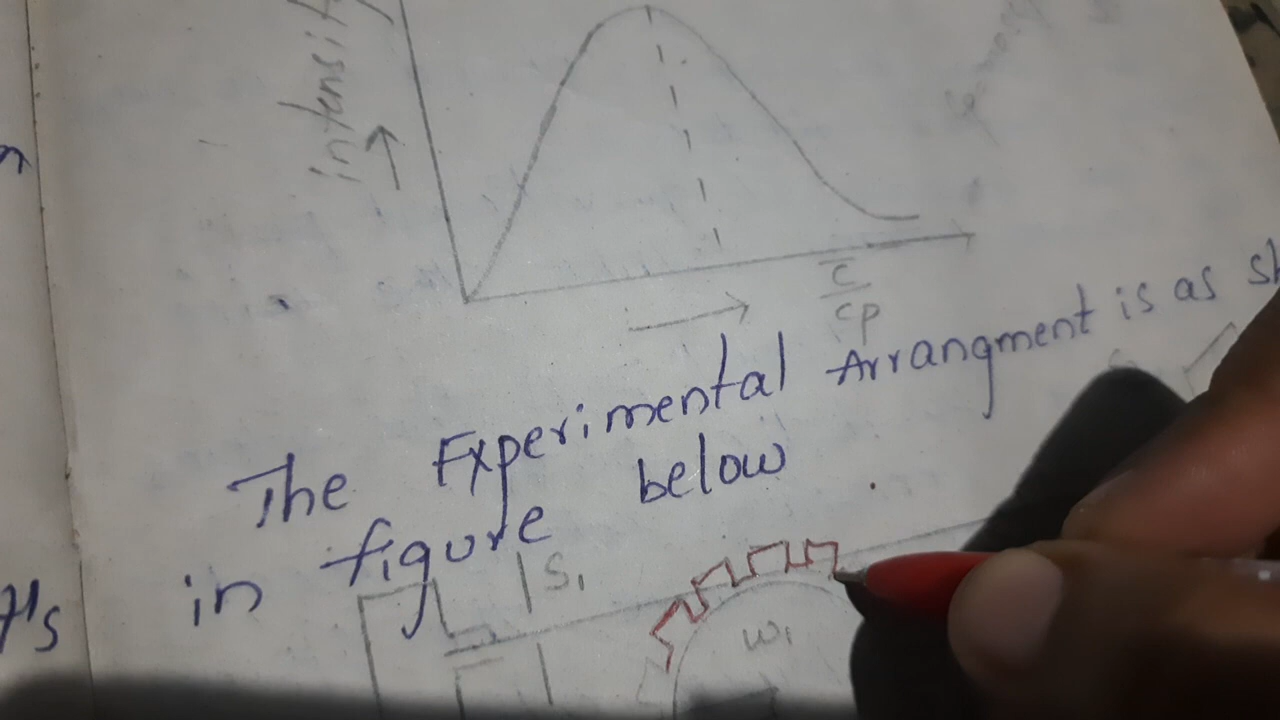 intensity
c̅
cp
The Experimental Arrangment is as
in figure below
S1
W1